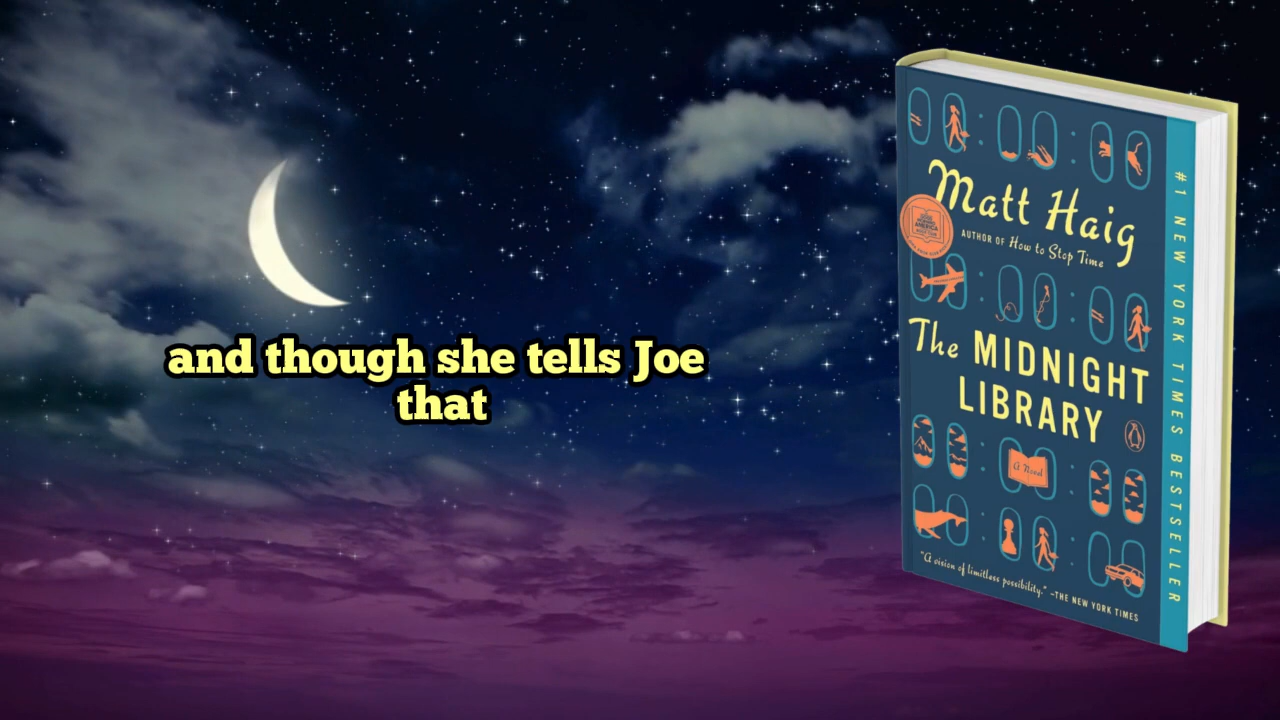 and though she tells Joe
that
Matt Haig
AUTHOR OF How to Stop Time
The MIDNIGHT
LIBRARY
A Novel
"A vision of limitless possibility." –THE NEW YORK TIMES
#1 NEW YORK TIMES BESTSELLER